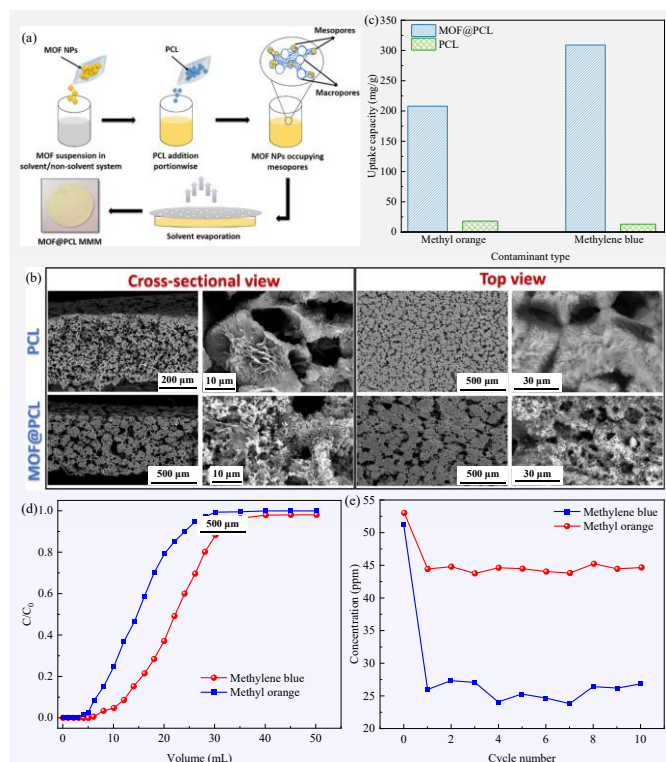 (a)
MOF NPs
PCL
Mesopores
Macropores
MOF suspension in
solvent/non-solvent system
PCL addition
portionwise
MOF NPs occupying
mesopores
MOF@PCL MMM
Solvent evaporation
(c)
MOF@PCL
PCL
Uptake capacity (mg/g)
350
300
250
200
150
100
50
0
Methyl orange
Methylene blue
Contaminant type
(b)
Cross-sectional view
Top view
PCL
200 μm
10 μm
500 μm
30 μm
MOF@PCL
500 μm
10 μm
500 μm
30 μm
(d)
500 μm
C/C0
1.0
0.8
0.6
0.4
0.2
0.0
Methylene blue
Methyl orange
0
10
20
30
40
50
Volume (mL)
(e)
Methylene blue
Methyl orange
Concentration (ppm)
55
50
45
40
35
30
25
20
0
2
4
6
8
10
Cycle number